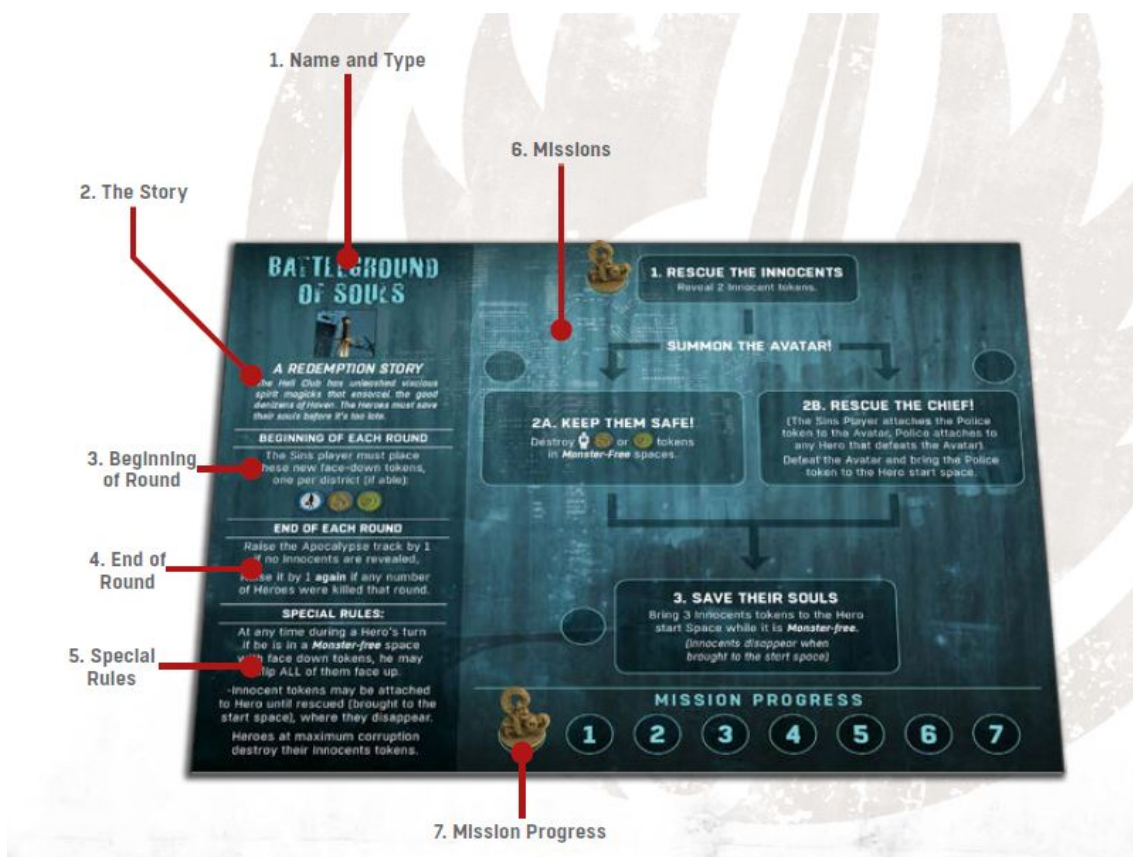 1. Name and Type
6. Missions
2. The Story
3. Beginning
of Round
4. End of
Round
5. Special
Rules
7. Mission Progress
BATTLEGROUND
OF SOULS
A REDEMPTION STORY
The Hell Club has unleashed viscious
spirit magicks that ensorcel the good
denizens of Haven. The Heroes must save
their souls before it's too late.
BEGINNING OF EACH ROUND
The Sins player must place
these new face-down tokens,
one per district (if able):
END OF EACH ROUND
Raise the Apocalypse track by 1
if no Innocents are revealed,
Raise it by 1 again if any number
of Heroes were killed that round.
SPECIAL RULES:
At any time during a Hero's turn
if he is in a Monster-free space
with face down tokens, he may
flip ALL of them face up.
-Innocent tokens may be attached
to Hero until rescued (brought to the
start space), where they disappear.
Heroes at maximum corruption
destroy their Innocents tokens.
1. RESCUE THE INNOCENTS
Reveal 2 Innocent tokens.
SUMMON THE AVATAR!
2A. KEEP THEM SAFE!
Destroy or tokens
in Monster-Free spaces.
2B. RESCUE THE CHIEF!
(The Sins Player attaches the Police
token to the Avatar, Police attaches to
any Hero that defeats the Avatar).
Defeat the Avatar and bring the Police
token to the Hero start space.
3. SAVE THEIR SOULS
Bring 3 Innocents tokens to the Hero
start Space while it is Monster-free.
(Innocents disappear when
brought to the start space)
MISSION PROGRESS
1 2 3 4 5 6 7